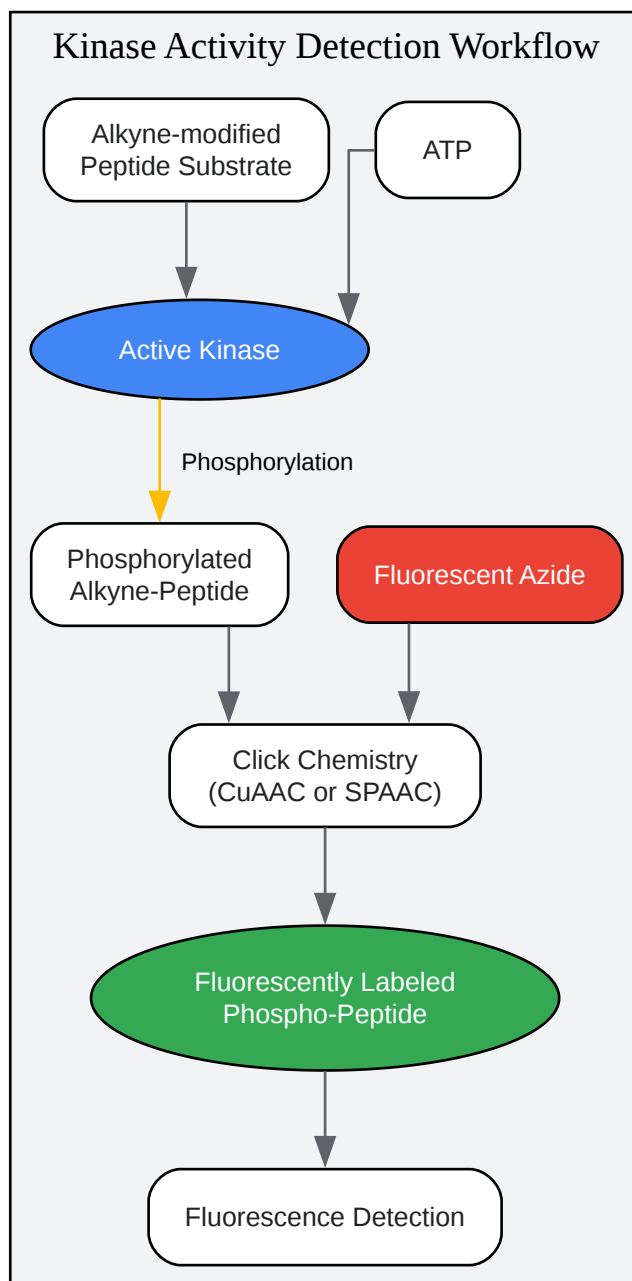 Kinase Activity Detection Workflow
Alkyne-modified
Peptide Substrate
ATP
Active Kinase
Phosphorylation
Phosphorylated
Alkyne-Peptide
Fluorescent Azide
Click Chemistry
(CuAAC or SPAAC)
Fluorescently Labeled
Phospho-Peptide
Fluorescence Detection